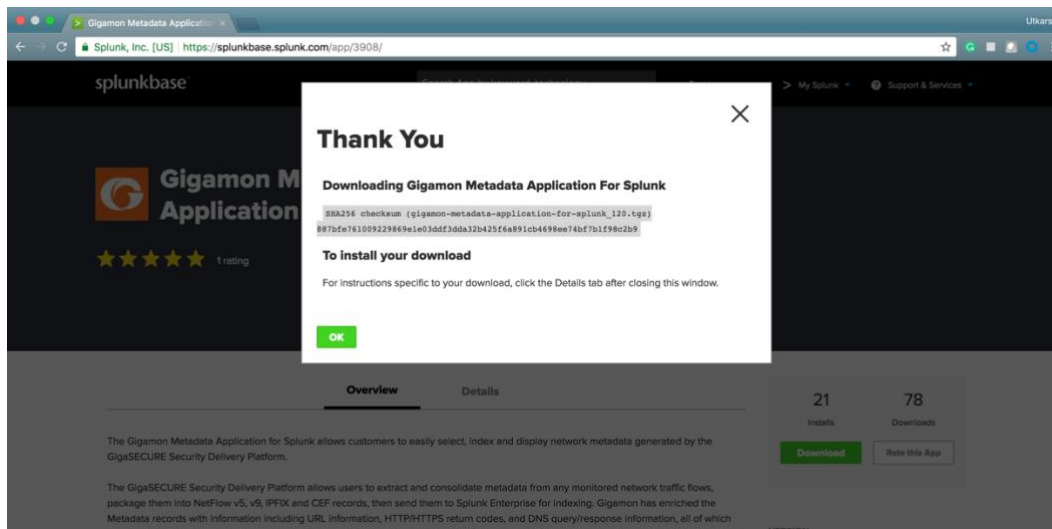 Gigamon Metadata Applicatio
Utkars
Splunk, Inc. [US] https://splunkbase.splunk.com/app/3908/
splunkbase
My Splunk
Support & Services
Gigamon M
Application
1 rating
Thank You
Downloading Gigamon Metadata Application For Splunk
SHA256 checksum (gigamon-metadata-application-for-splunk_120.tgz)
887bfe761009229869e1e03ddf3dda32b425f6a891cb4698ee74bf7b1f98c2b9
To install your download
For instructions specific to your download, click the Details tab after closing this window.
OK
Overview
Details
21
78
Installs
Downloads
Download
Rate this App
The Gigamon Metadata Application for Splunk allows customers to easily select, index and display network metadata generated by the
GigaSECURE Security Delivery Platform.
The GigaSECURE Security Delivery Platform allows users to extract and consolidate metadata from any monitored network traffic flows,
package them into NetFlow v5, v9, IPFIX and CEF records, then send them to Splunk Enterprise for indexing. Gigamon has enriched the
Metadata records with information including URL information, HTTP/HTTPS return codes, and DNS query/response information, all of which